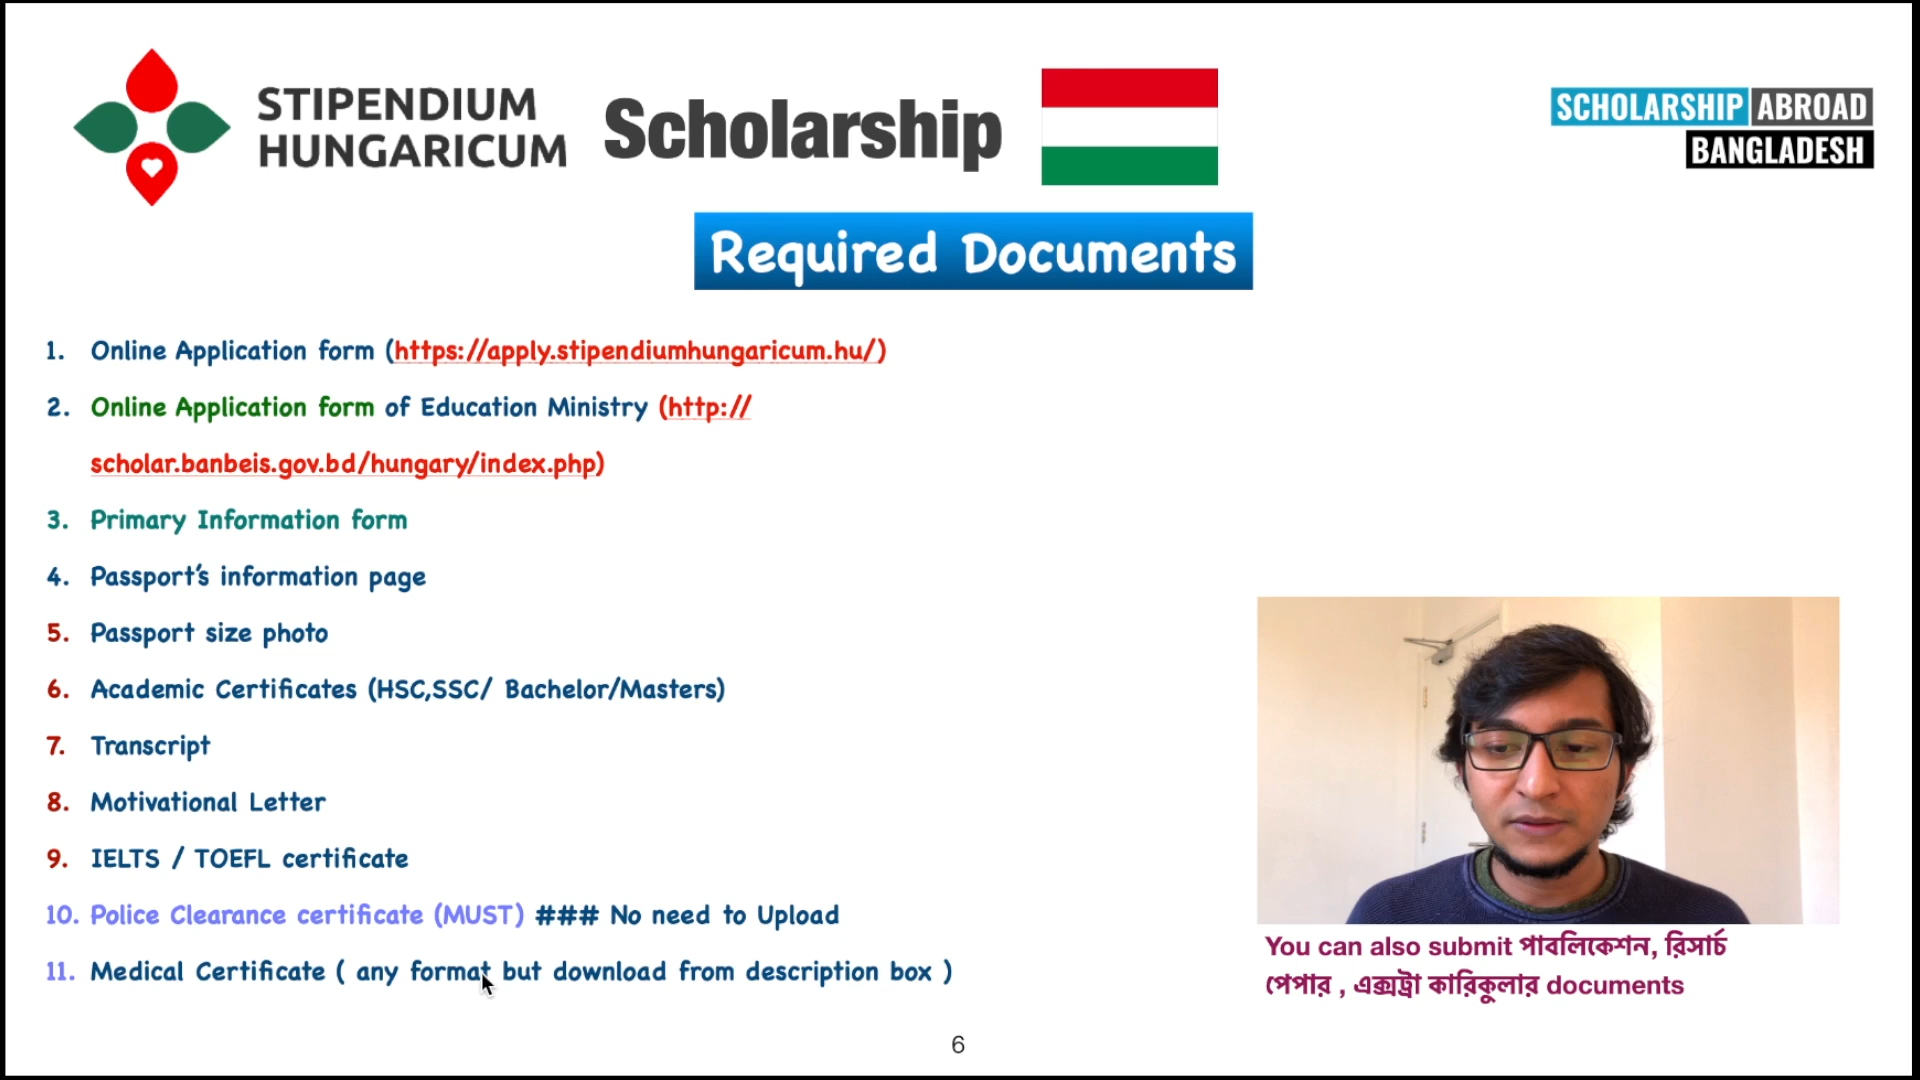 STIPENDIUM
HUNGARICUM
Scholarship
SCHOLARSHIP ABROAD
BANGLADESH
Required Documents
1. Online Application form (https://apply.stipendiumhungaricum.hu/)
2. Online Application form of Education Ministry (http://
scholar.banbeis.gov.bd/hungary/index.php)
3. Primary Information form
4. Passport’s information page
5. Passport size photo
6. Academic Certificates (HSC,SSC/ Bachelor/Masters)
7. Transcript
8. Motivational Letter
9. IELTS / TOEFL certificate
10. Police Clearance certificate (MUST) ### No need to Upload
11. Medical Certificate ( any format but download from description box )
You can also submit পাবলিকেশন, রিসার্চ
পেপার , এক্সট্রা কারিকুলার documents
6